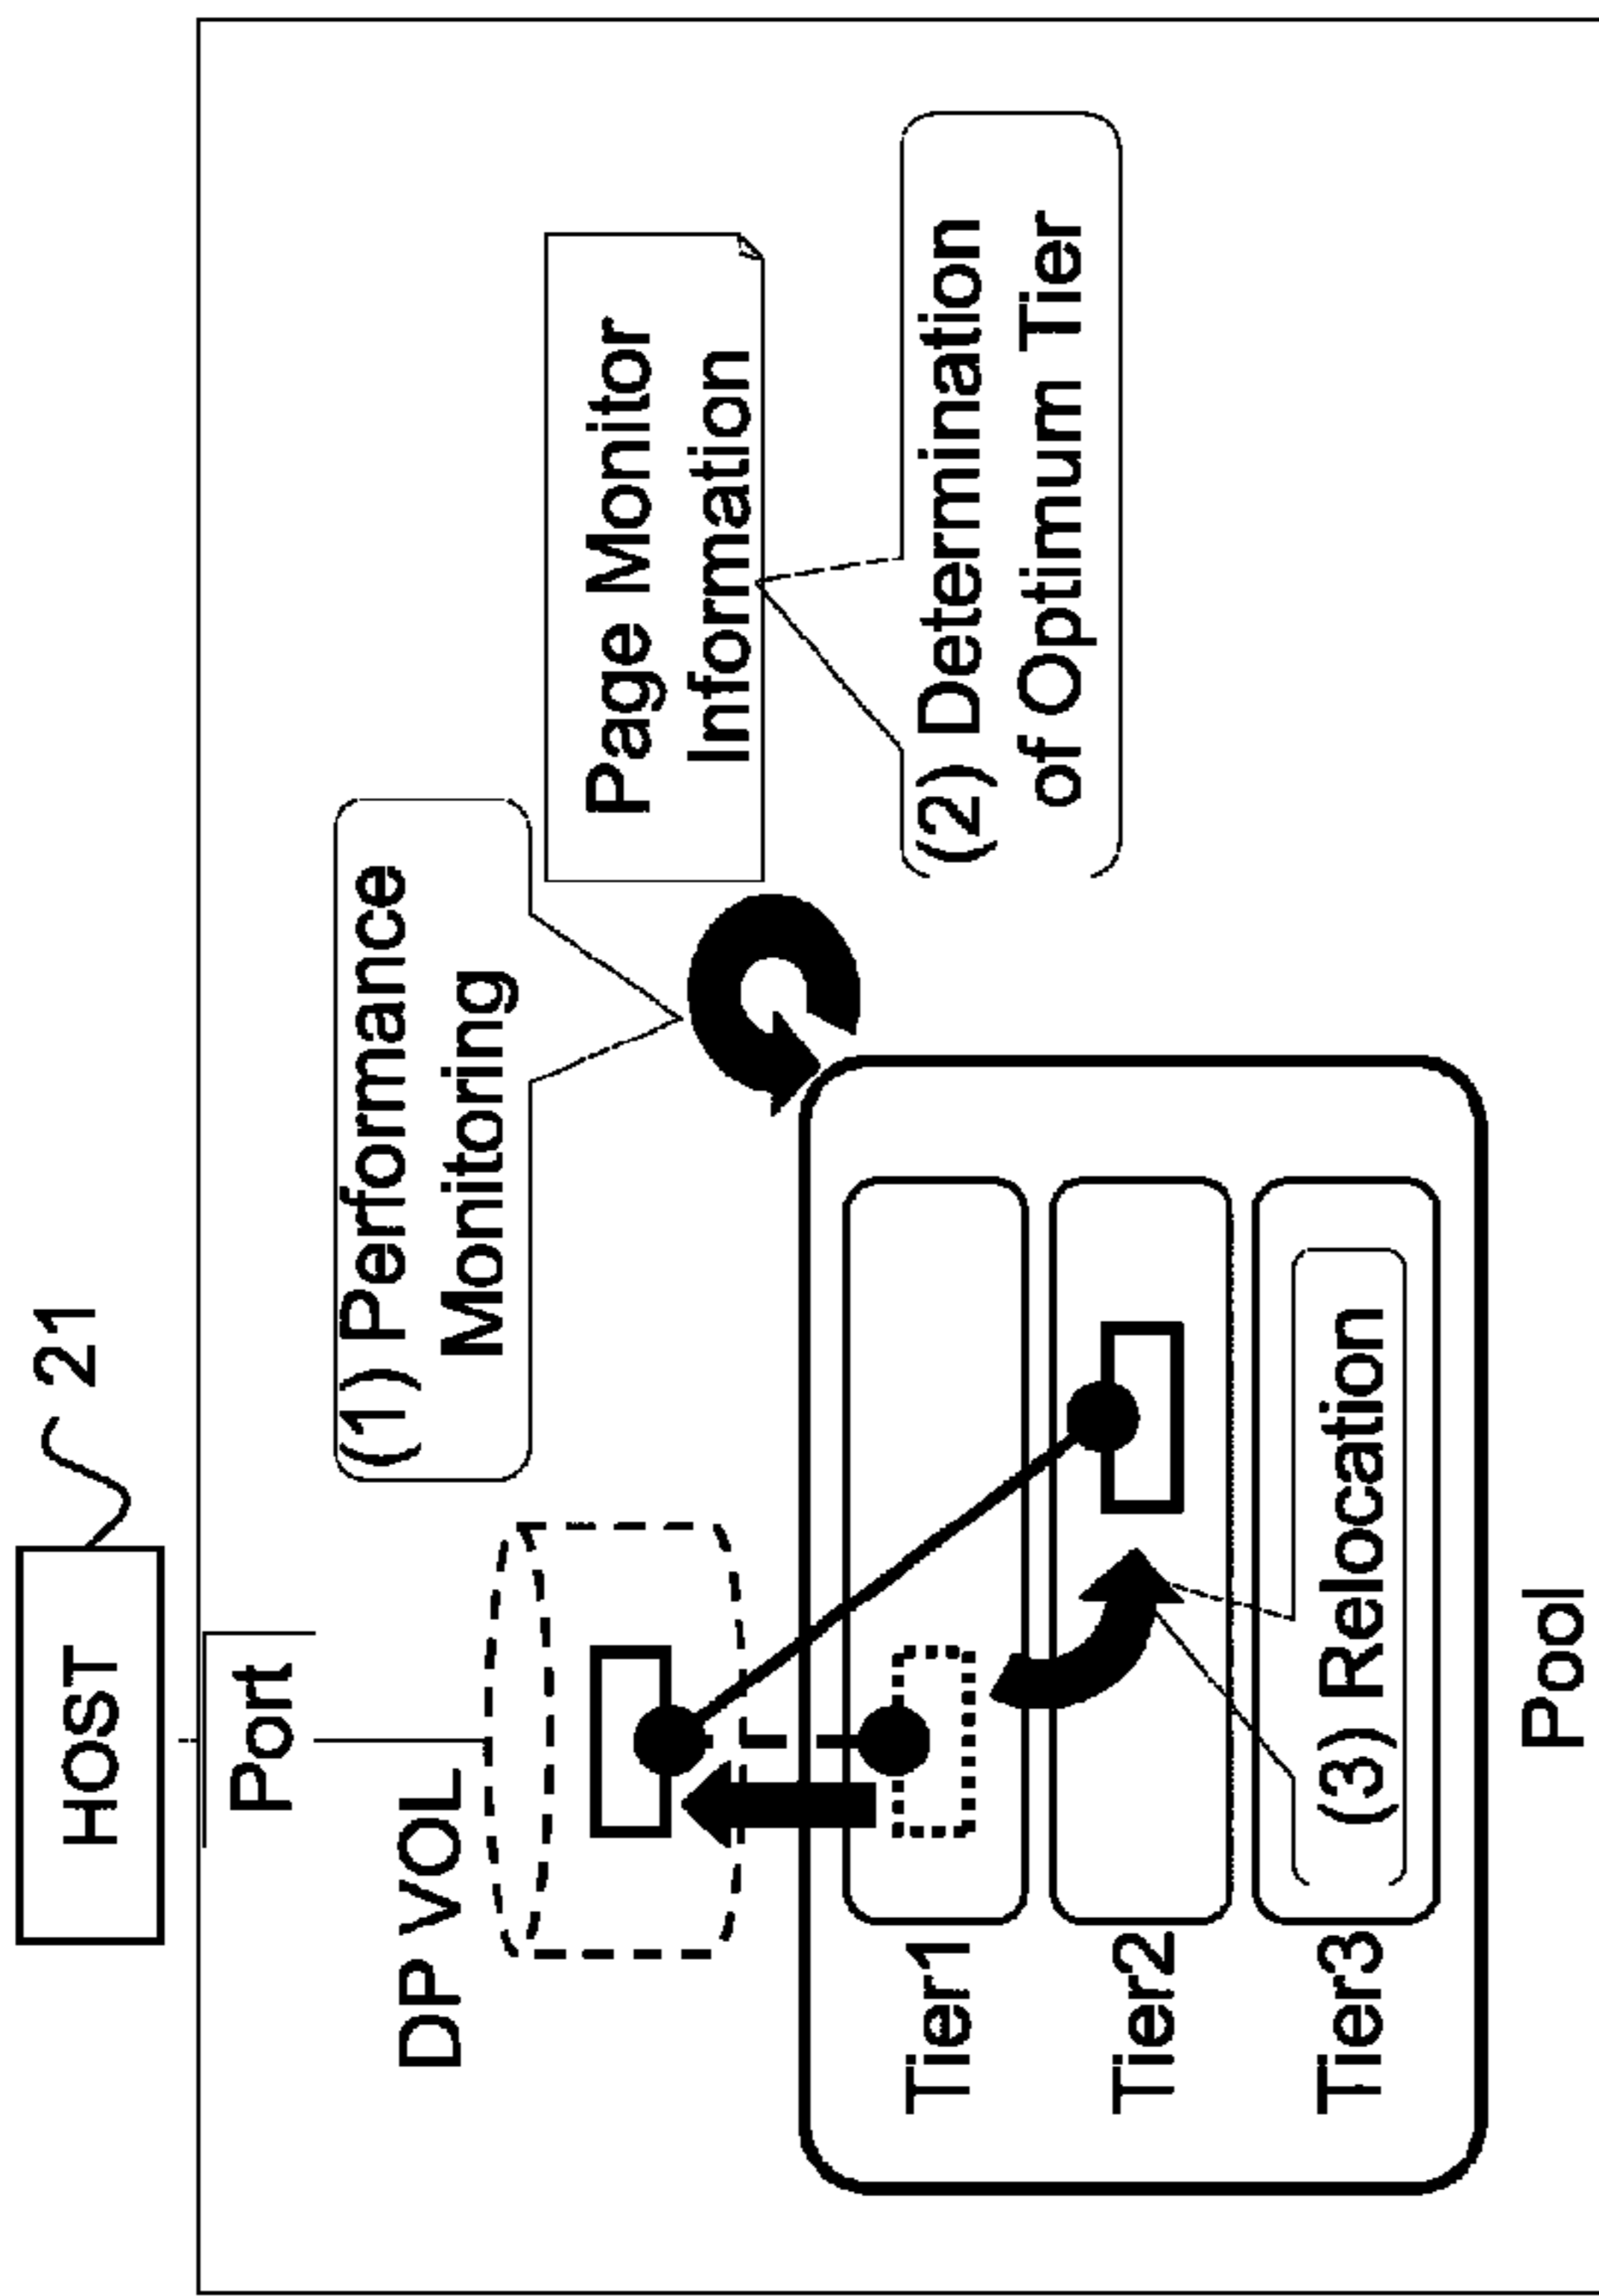 HOST
21
Port
DP VOL
(1) Performance
Monitoring
Page Monitor
Information
(2) Determination
of Optimum Tier
Tier1
Tier2
Tier3
(3) Relocation
Pool